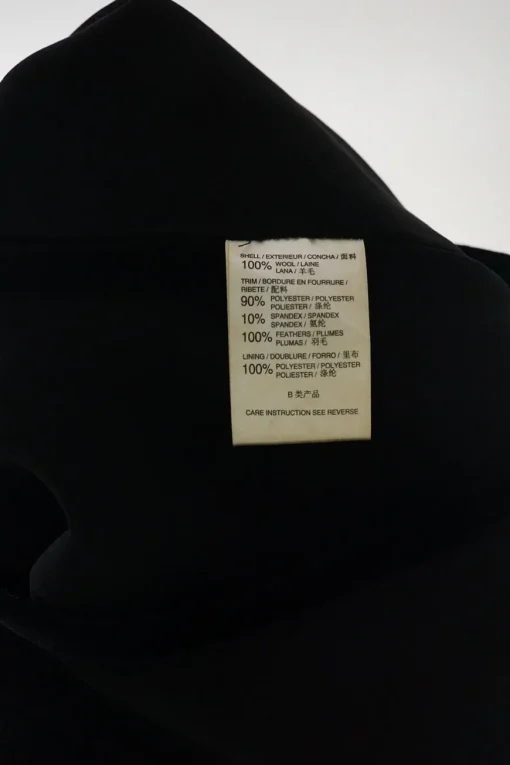 SHELL / EXTERIEUR / CONCHA / 面料
100% WOOL / LAINE
LANA / 羊毛
TRIM / BORDURE EN FOURRURE /
RIBETE / 配料
90% POLYESTER / POLYESTER
POLIESTER / 涤纶
10% SPANDEX / SPANDEX
SPANDEX / 氨纶
100% FEATHERS / PLUMES
PLUMAS / 羽毛
LINING / DOUBLURE / FORRO / 里布
100% POLYESTER / POLYESTER
POLIESTER / 涤纶
B 类产品
CARE INSTRUCTION SEE REVERSE